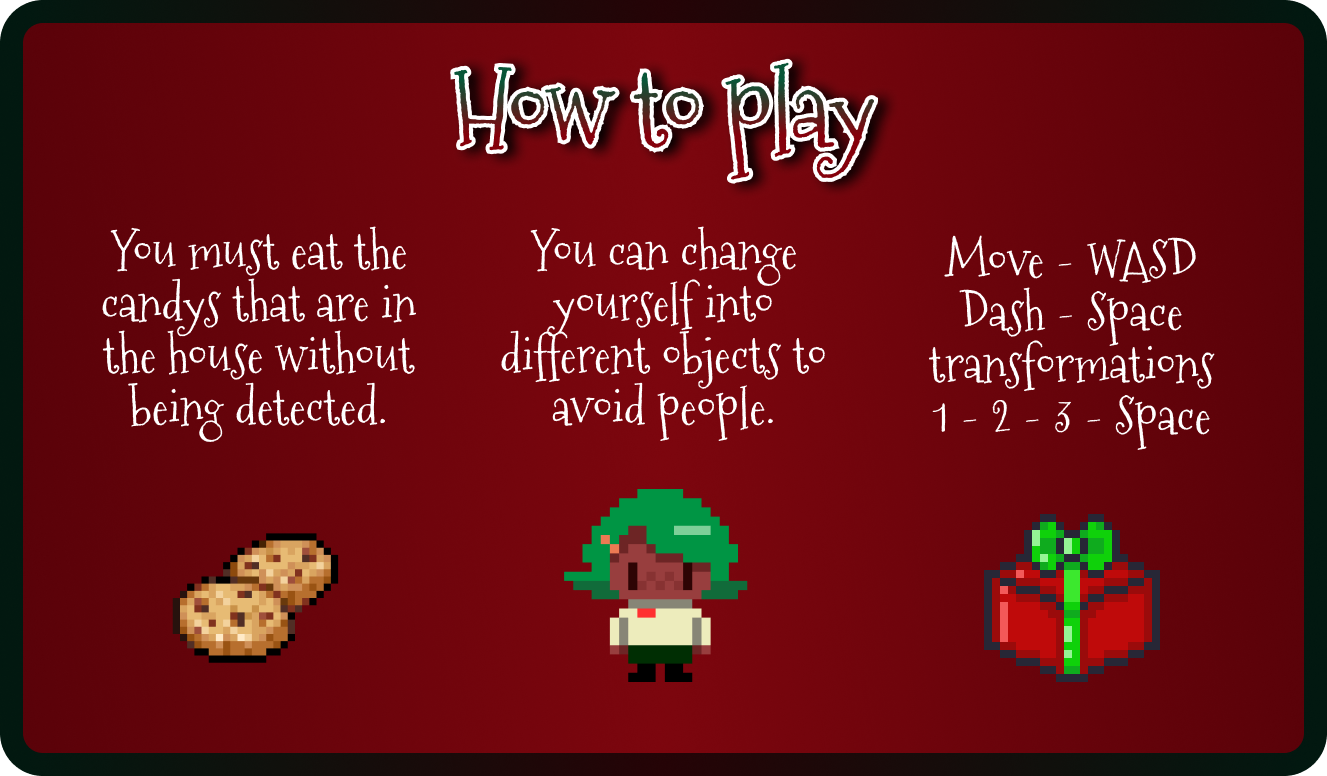 How to play
You must eat the
candys that are in
the house without
being detected.
You can change
yourself into
different objects to
avoid people.
Move - WASD
Dash - Space
transformations
1 - 2 - 3 - Space